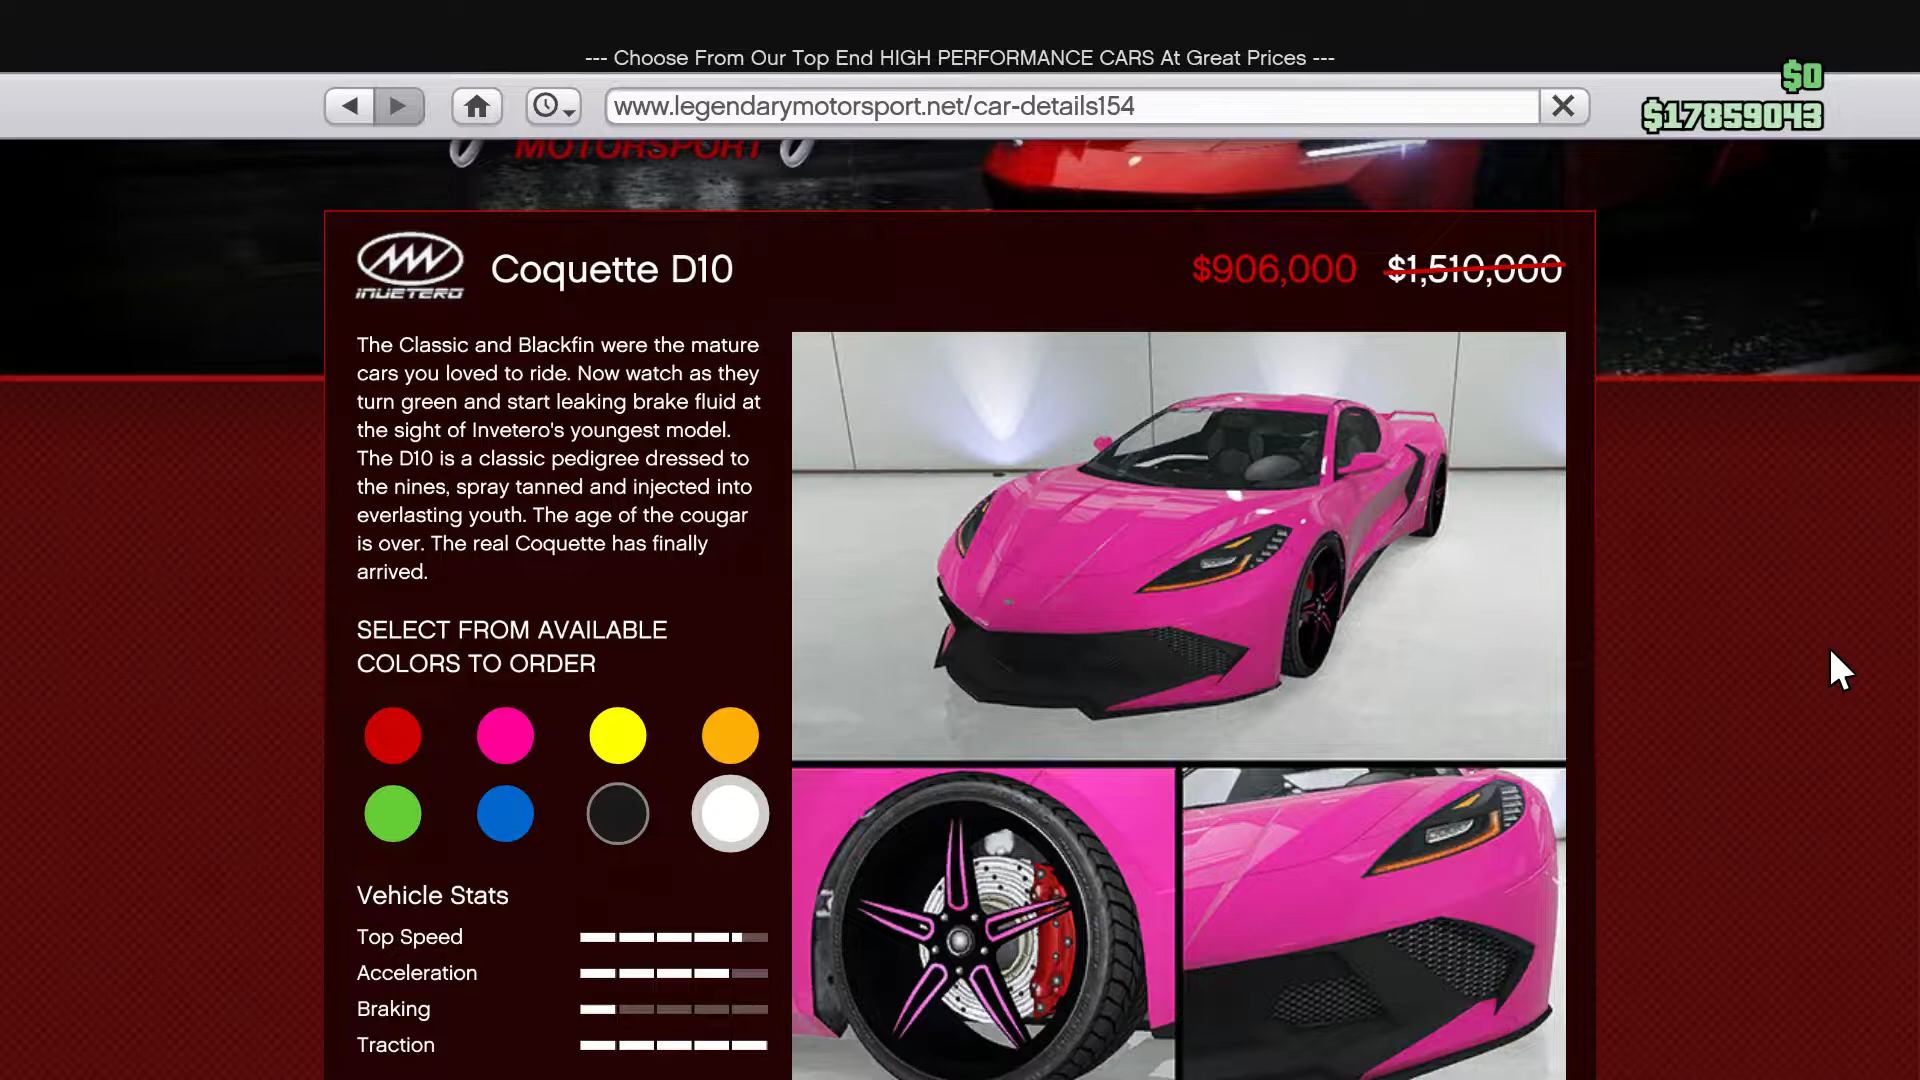 --- Choose From Our Top End HIGH PERFORMANCE CARS At Great Prices ---
$0
www.legendarymotorsport.net/car-details154
$17859043
MOTORSPORT
INVETERO
Coquette D10
$906,000 $1,510,000
The Classic and Blackfin were the mature
cars you loved to ride. Now watch as they
turn green and start leaking brake fluid at
the sight of Invetero's youngest model.
The D10 is a classic pedigree dressed to
the nines, spray tanned and injected into
everlasting youth. The age of the cougar
is over. The real Coquette has finally
arrived.
SELECT FROM AVAILABLE
COLORS TO ORDER
Vehicle Stats
Top Speed
Acceleration
Braking
Traction